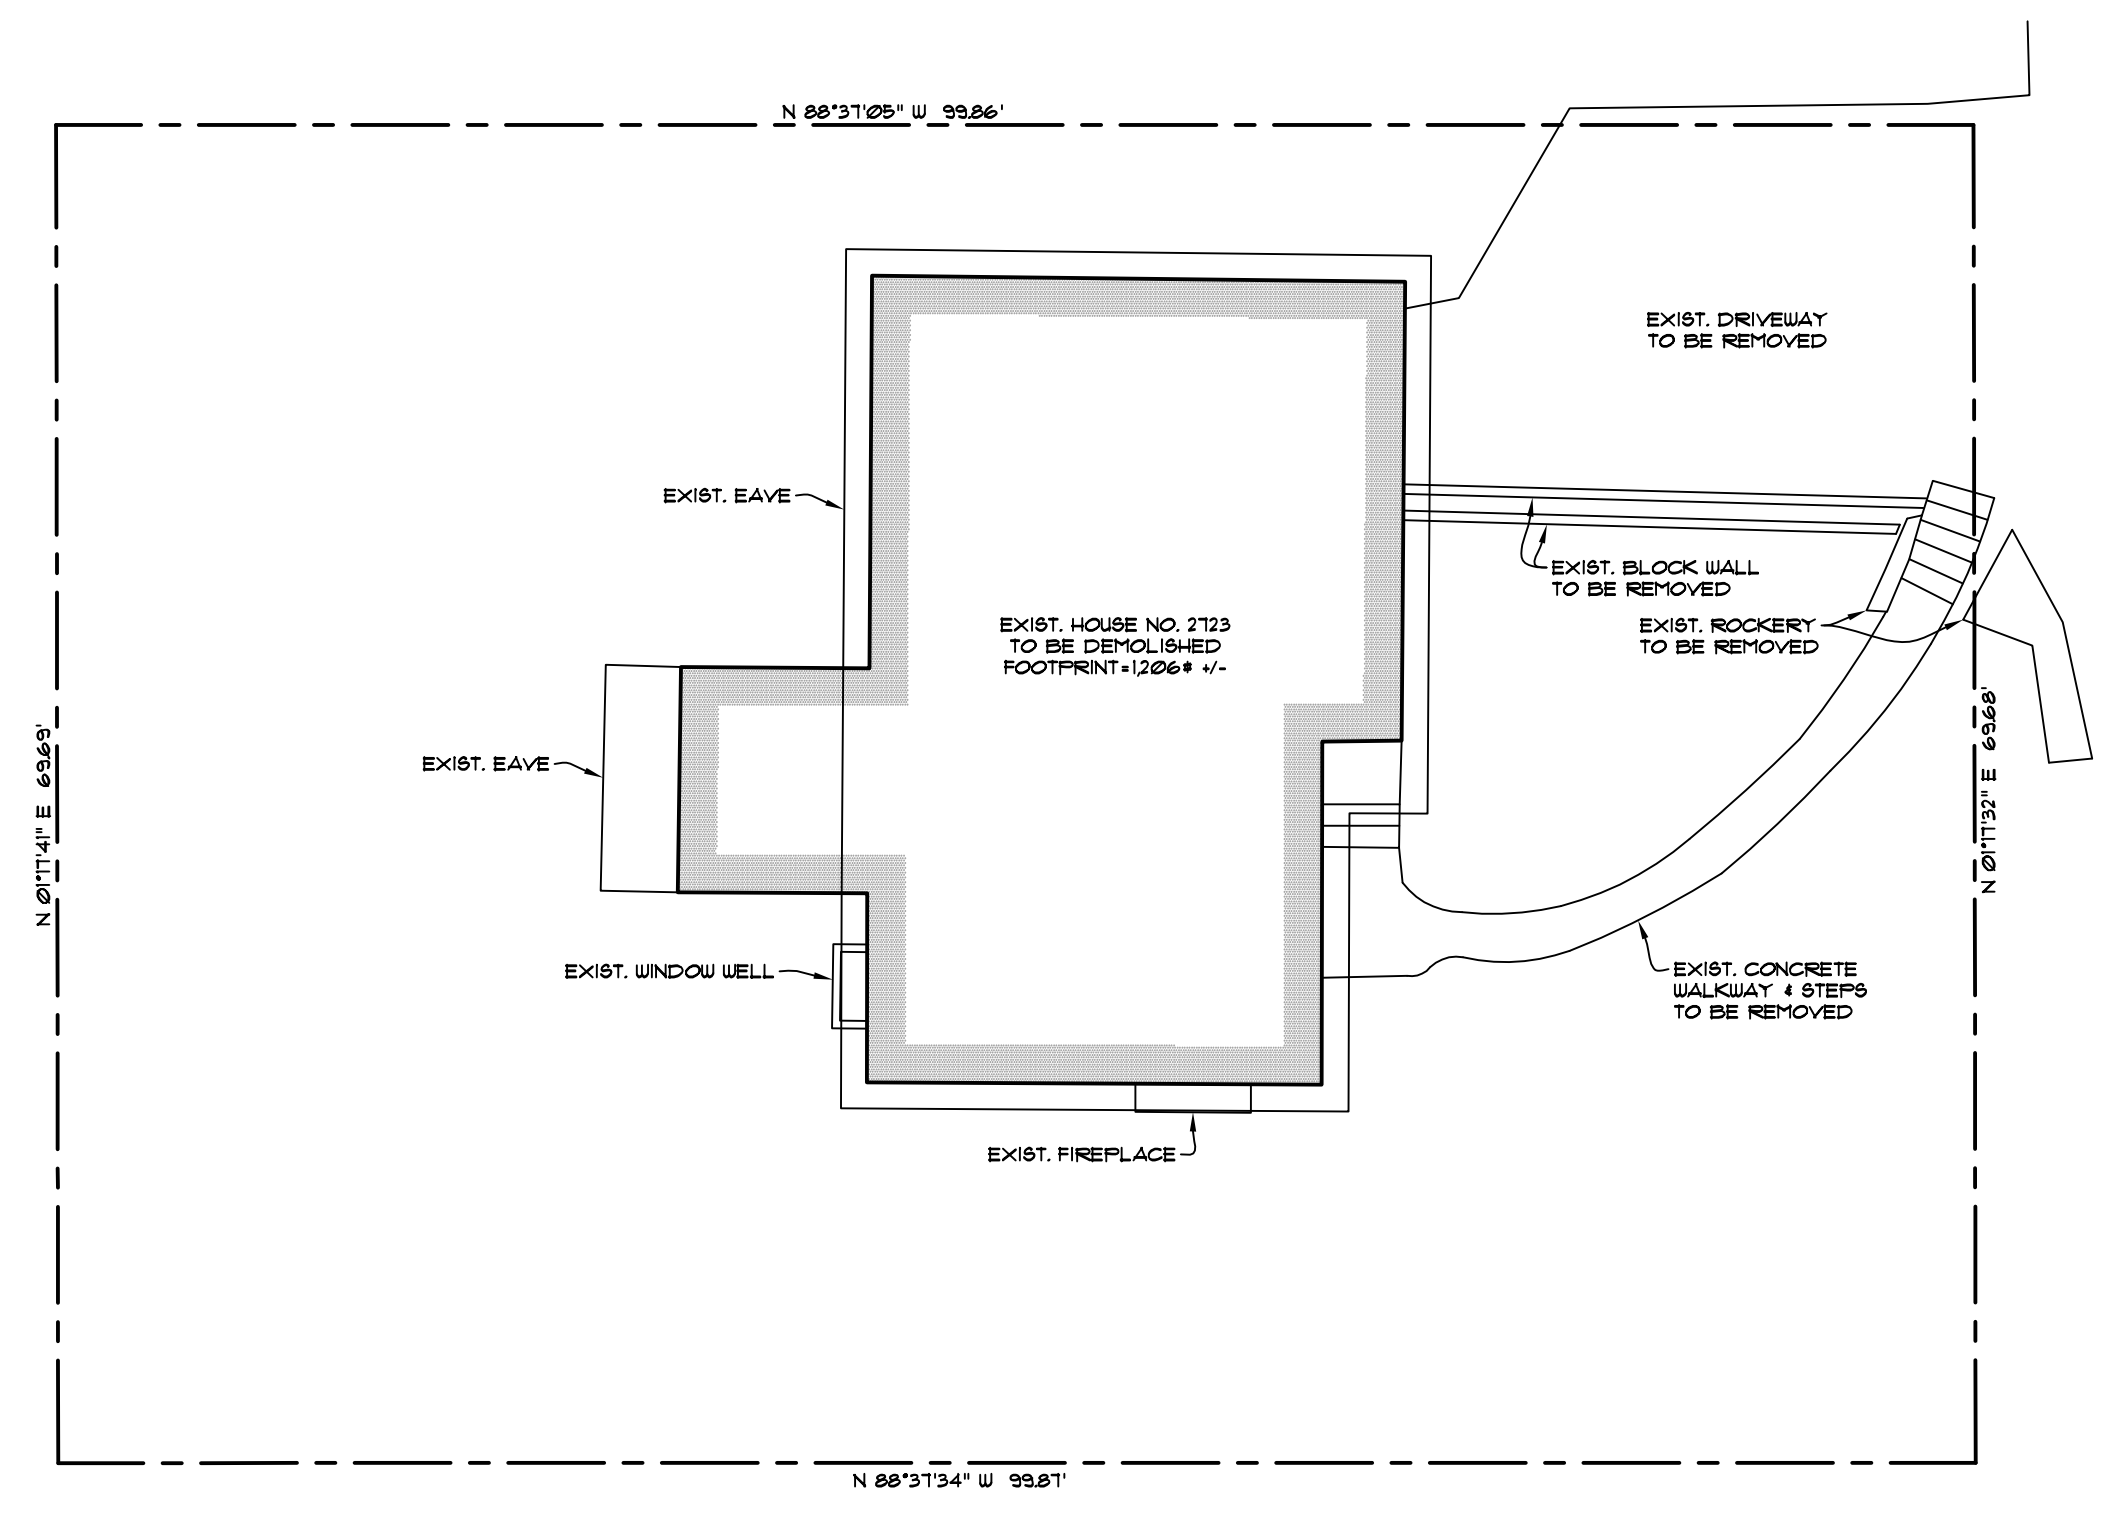 N 88°37'05" W 99.86'
EXIST. DRIVEWAY
TO BE REMOVED
EXIST. EAVE
EXIST. BLOCK WALL
TO BE REMOVED
EXIST. HOUSE NO. 2723
TO BE DEMOLISHED
FOOTPRINT=1,206# +/-
EXIST. ROCKERY
TO BE REMOVED
EXIST. EAVE
N 01°17'41" E 69.69'
N 01°17'32" E 69.68'
EXIST. WINDOW WELL
EXIST. CONCRETE
WALKWAY & STEPS
TO BE REMOVED
EXIST. FIREPLACE
N 88°37'34" W 99.87'